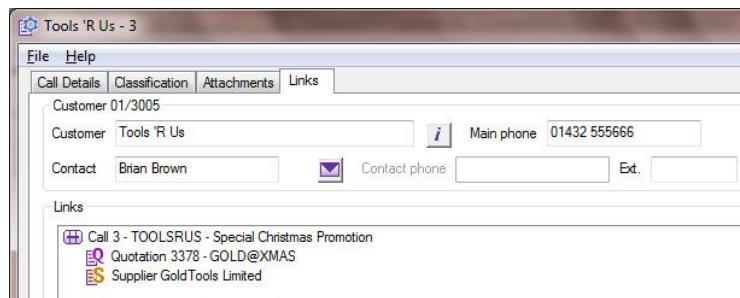 Tools 'R Us - 3
File Help
Call Details Classification Attachments Links
Customer 01/3005
Customer Tools 'R Us i Main phone 01432 555666
Contact Brian Brown Contact phone Ext.
Links
Call 3 - TOOLSRUS - Special Christmas Promotion
Q Quotation 3378 - GOLD@XMAS
S Supplier GoldTools Limited